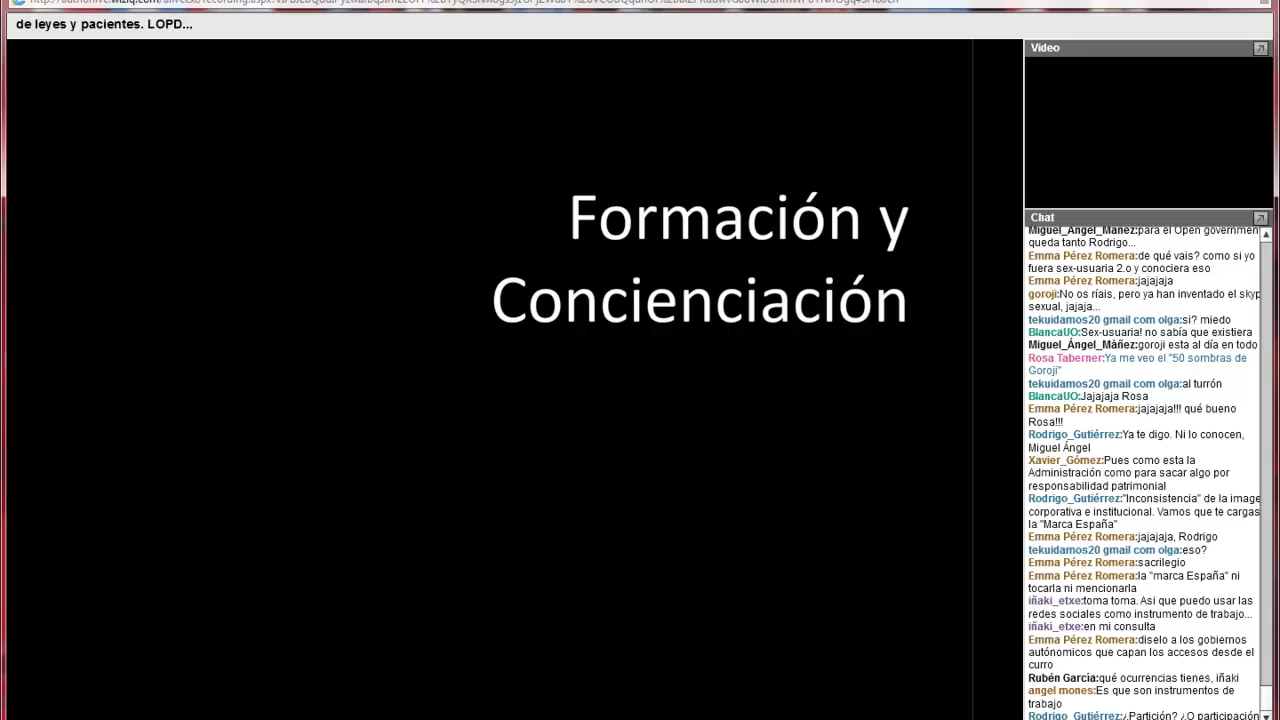 de leyes y pacientes. LOPD...
Formación y
Concienciación
Video
Chat
Miguel_Ángel_Máñez:para el Open governmen
queda tanto Rodrigo...
Emma Pérez Romera:de qué vais? como si yo
fuera sex-usuaria 2.o y conociera eso
Emma Pérez Romera:jajajaja
goroji:No os ríais, pero ya han inventado el skyp
sexual, jajaja...
tekuidamos20 gmail com olga:si? miedo
BlancaUO:Sex-usuaria! no sabía que existiera
Miguel_Ángel_Máñez:goroji esta al día en todo
Rosa Taberner:Ya me veo el "50 sombras de
Goroji"
tekuidamos20 gmail com olga:al turrón
BlancaUO:Jajajaja Rosa
Emma Pérez Romera:jajajaja!!! qué bueno
Rosa!!!
Rodrigo_Gutiérrez:Ya te digo. Ni lo conocen,
Miguel Ángel
Xavier_Gómez:Pues como esta la
Administración como para sacar algo por
responsabilidad patrimonial
Rodrigo_Gutiérrez:"Inconsistencia" de la image
corporativa e institucional. Vamos que te cargas
la "Marca España"
Emma Pérez Romera:jajajaja, Rodrigo
tekuidamos20 gmail com olga:eso?
Emma Pérez Romera:sacrilegio
Emma Pérez Romera:la "marca España" ni
tocarla ni mencionarla
iñaki_etxe:toma toma. Asi que puedo usar las
redes sociales como instrumento de trabajo...
iñaki_etxe:en mi consulta
Emma Pérez Romera:diselo a los gobiernos
autónomicos que capan los accesos desde el
curro
Rubén García:qué ocurrencias tienes, iñaki
angel mones:Es que son instrumentos de
trabajo
Rodrigo_Gutiérrez:¿Partición? ¿O participación